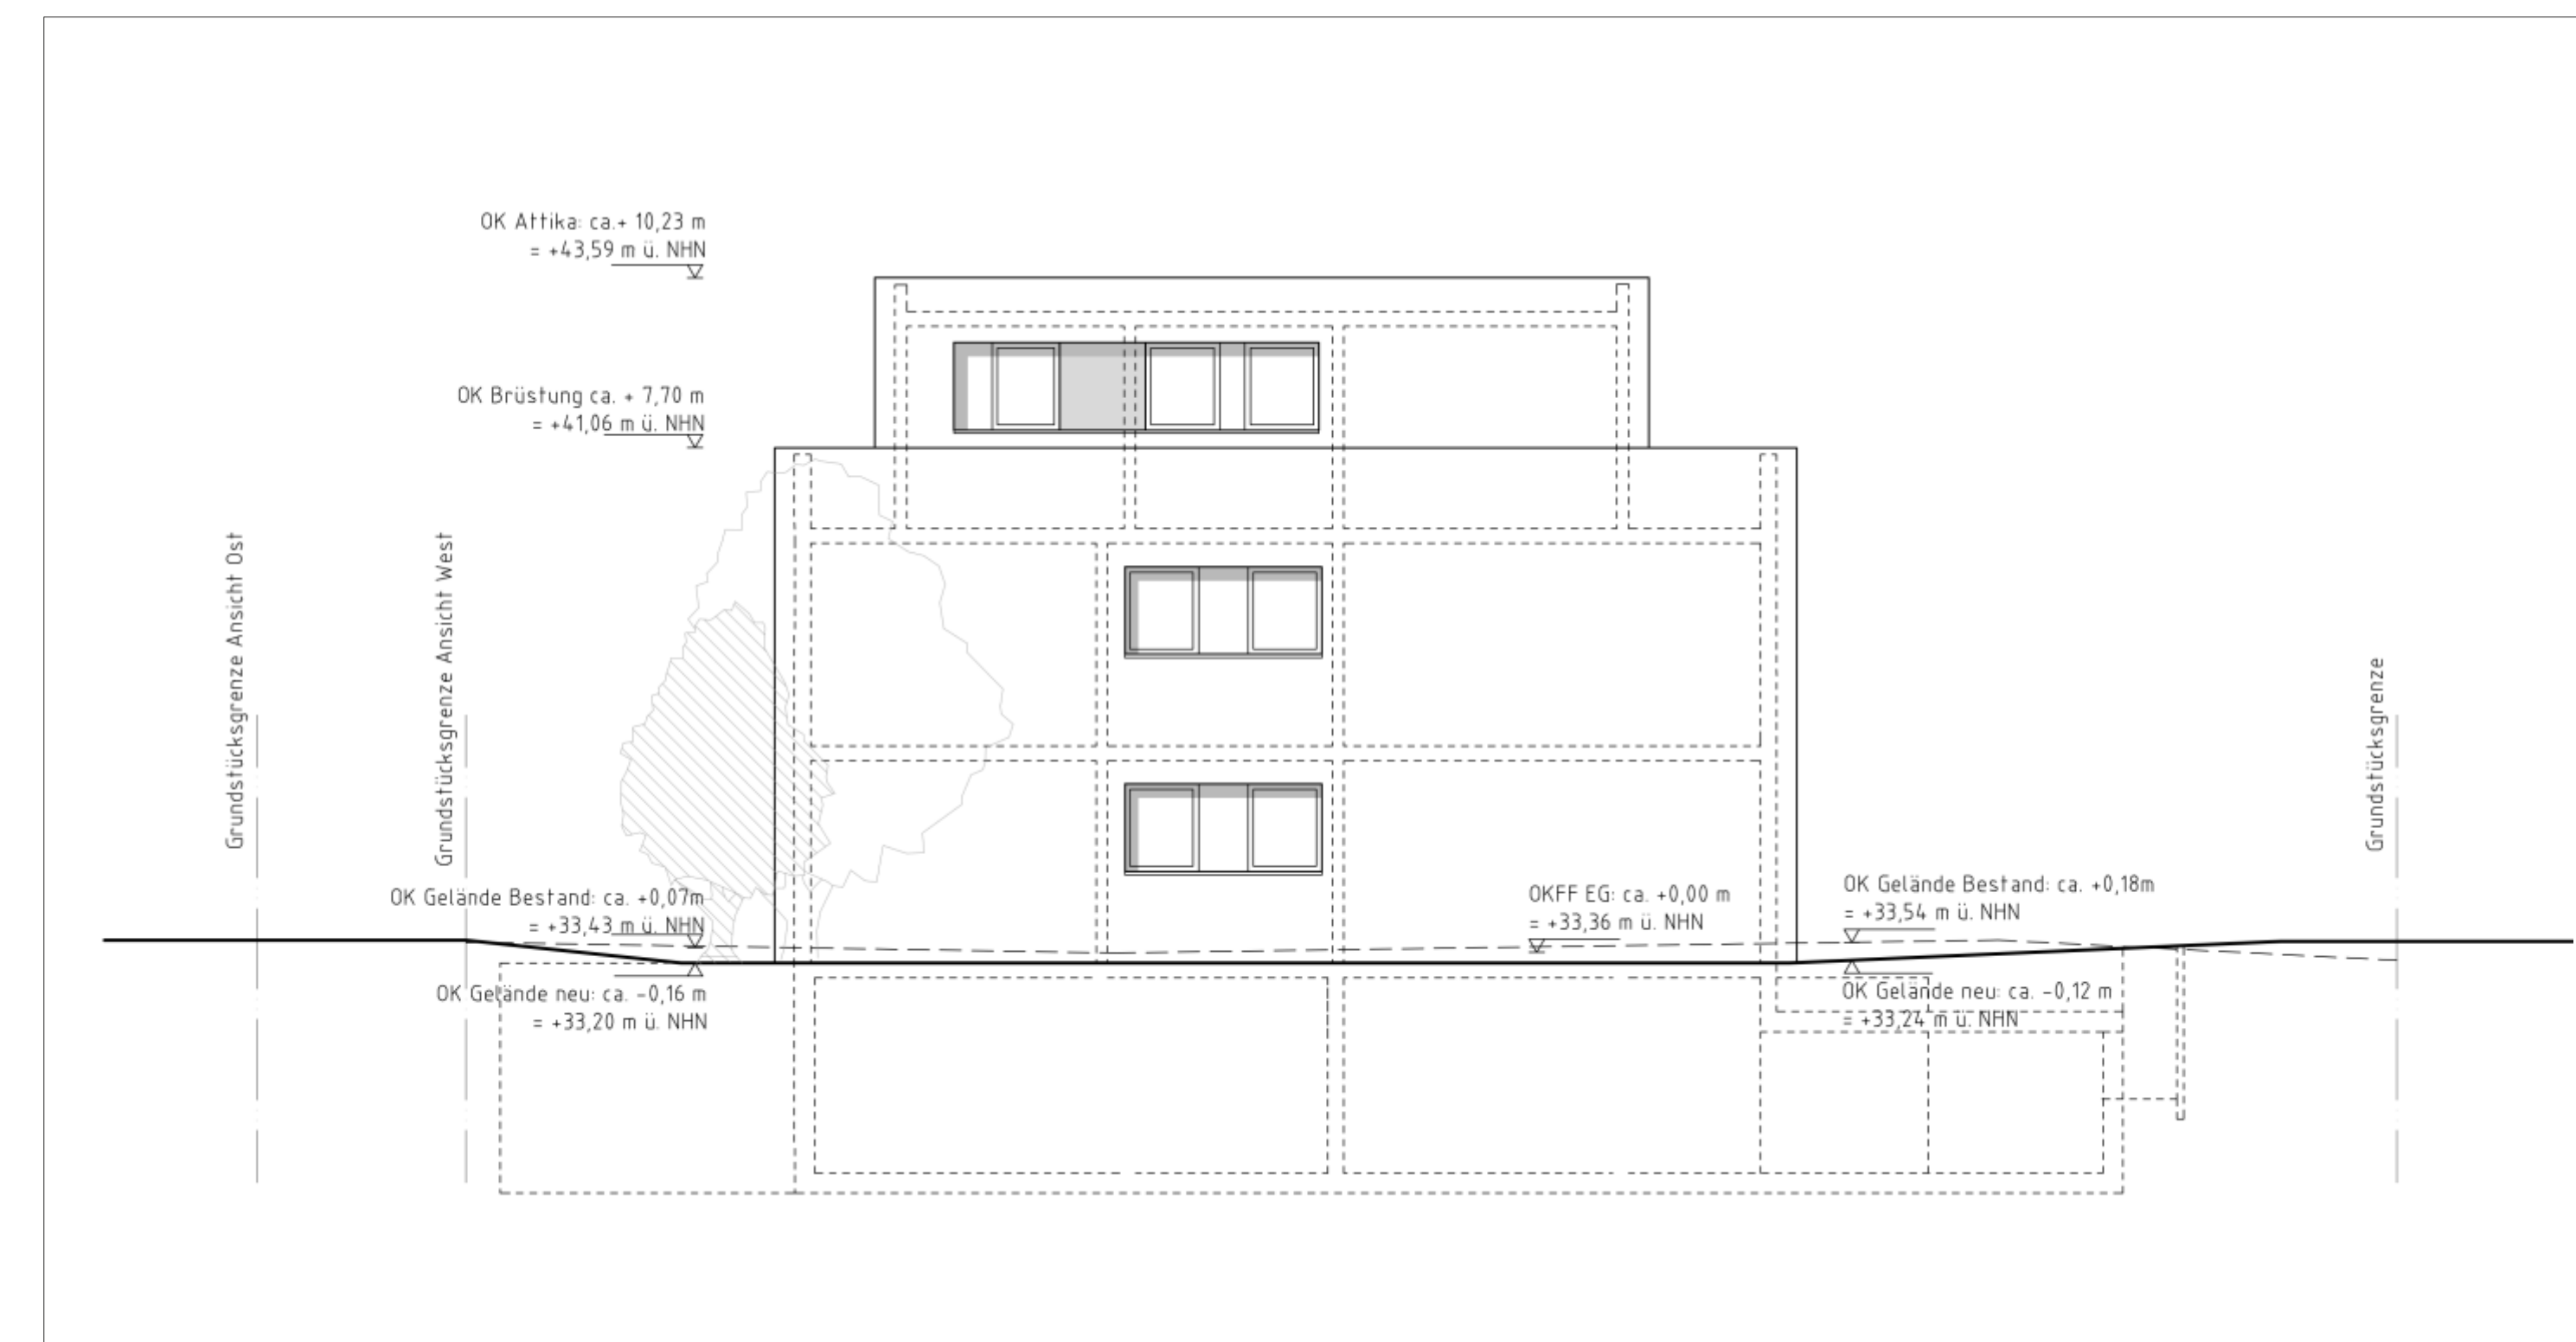 OK Attika: ca.+ 10,23 m
= +43,59 m ü. NHN
OK Brüstung ca. + 7,70 m
= +41,06 m ü. NHN
Grundstücksgrenze Ansicht Ost
Grundstücksgrenze Ansicht West
Grundstücksgrenze
OK Gelände Bestand: ca. +0,07m
= +33,43 m ü. NHN
OKFF EG: ca. +0,00 m
= +33,36 m ü. NHN
OK Gelände Bestand: ca. +0,18m
= +33,54 m ü. NHN
OK Gelände neu: ca. -0,16 m
= +33,20 m ü. NHN
OK Gelände neu: ca. -0,12 m
= +33,24 m ü. NHN